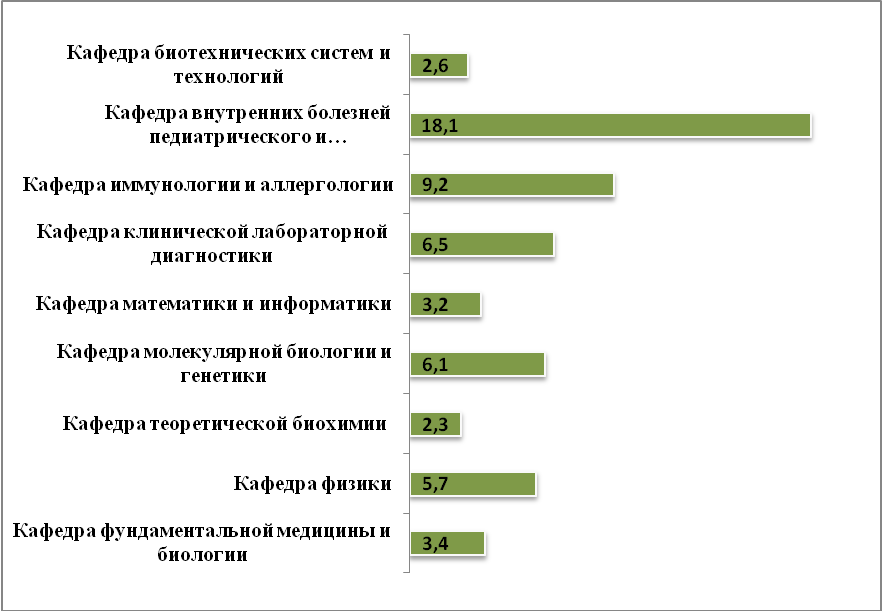 Кафедра биотехнических систем и
технологий
2,6
Кафедра внутренних болезней
педиатрического и…
18,1
Кафедра иммунологии и аллергологии
9,2
Кафедра клинической лабораторной
диагностики
6,5
Кафедра математики и информатики
3,2
Кафедра молекулярной биологии и
генетики
6,1
Кафедра теоретической биохимии
2,3
Кафедра физики
5,7
Кафедра фундаментальной медицины и
биологии
3,4